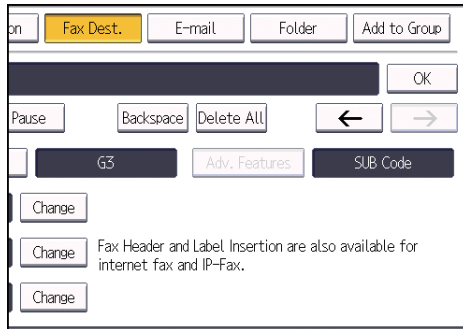 on Fax Dest. E-mail Folder Add to Group
OK
Pause Backspace Delete All ← →
G3 Adv. Features SUB Code
Change
Change Fax Header and Label Insertion are also available for
internet fax and IP-Fax.
Change